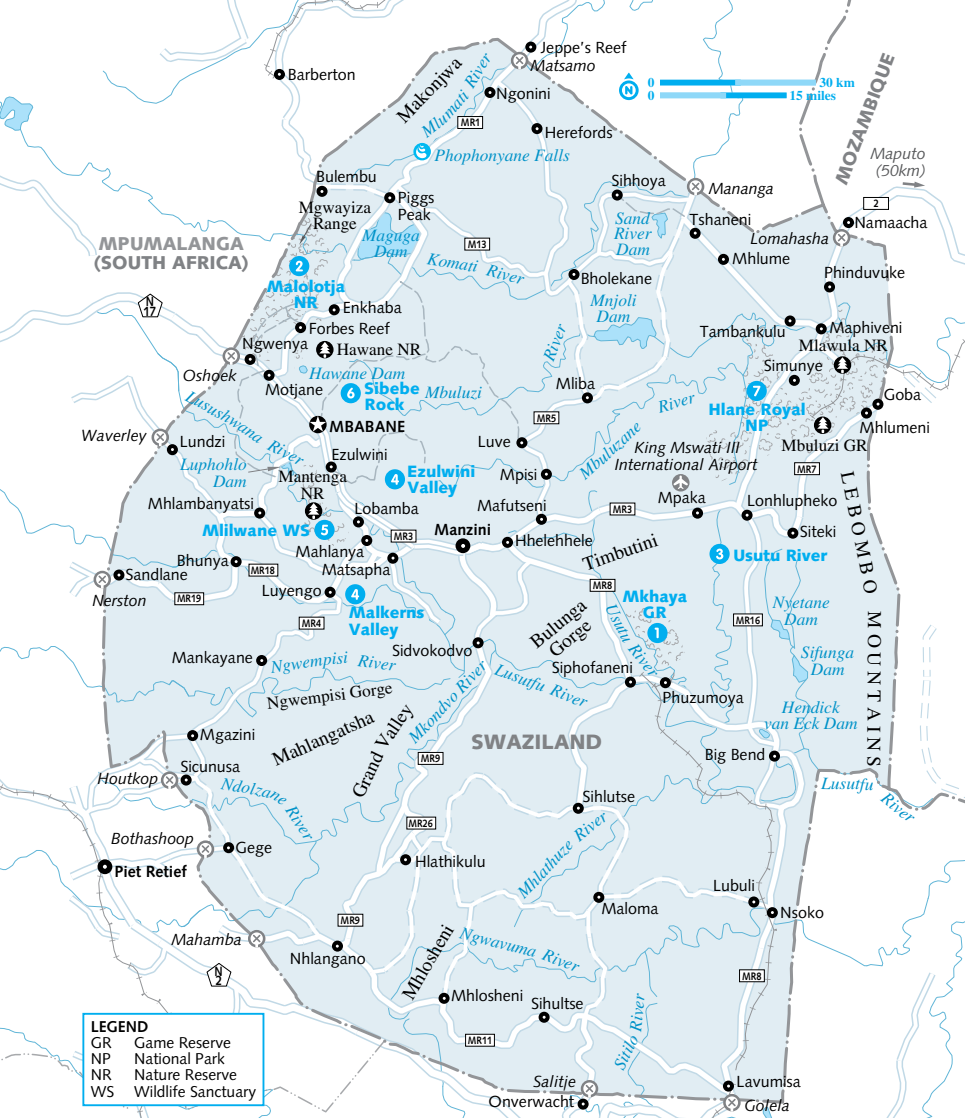 Jeppe's Reef
Matsamo
Barberton
Makonjwa
Mlumati River
Ngonini
0 30 km
0 15 miles
N
MOZAMBIQUE
MR1
Herefords
Phophonyane Falls
Maputo
(50km)
Bulembu
Sihhoya
Mananga
2
Piggs
Peak
Mgwayiza
Range
Namaacha
Sand
River
Dam
Tshaneni
Lomahasha
MPUMALANGA
(SOUTH AFRICA)
Maguga
Dam
M13
Komati River
Mhlume
2
Malolotja
NR
Bholekane
Phinduvuke
N
17
Enkhaba
Mnjoli
Dam
Forbes Reef
Tambankulu
Maphiveni
Ngwenya
Hawane NR
River
Mlawula NR
Oshoek
Hawane Dam
Simunye
Motjane
6
Sibebe
Rock
Mbuluzi
Mliba
7
Hlane Royal
NP
Goba
Lusushwana River
MR5
River
Mhlumeni
MBABANE
Waverley
Lundzi
Luve
Mbuluzane
King Mswati III
International Airport
Mbuluzi GR
Ezulwini
MR7
Luphohlo
Dam
Mantenga
NR
4
Ezulwini
Valley
Mpisi
LEBOMBO MOUNTAINS
Mhlambanyatsi
Mafutseni
Mpaka
Lonhlupheko
Lobamba
MR3
Mlilwane WS
5
MR3
Manzini
Siteki
Mahlanya
Hhelehhele
Timbutini
3
Usutu River
Matsapha
Bhunya
MR18
Sandlane
MR8
Nerston
MR19
Luyengo
4
Malkerns
Valley
Mkhaya
GR
1
Nyetane
Dam
MR4
Bulunga
Gorge
Usutu River
MR16
Sidvokodvo
Sifunga
Dam
Mankayane
Ngwempisi River
Lusutfu River
Siphofaneni
Phuzumoya
Ngwempisi Gorge
Mkondvo River
Hendick
van Eck Dam
Mahlangatsha
Grand Valley
Mgazini
SWAZILAND
Big Bend
MR9
Houtkop
Sicunusa
Lusutfu River
Ndolzane River
Sihlutse
Bothashoop
MR26
Mhlathuze River
Gege
Hlathikulu
Piet Retief
Lubuli
Maloma
Nsoko
MR9
Mahamba
Ngwavuma River
Nhlangano
Mhlosheni
N
2
MR8
Mhlosheni
Sihultse
Sitilo River
LEGEND
GR Game Reserve
NP National Park
NR Nature Reserve
WS Wildlife Sanctuary
MR11
Salitje
Lavumisa
Onverwacht
Golela